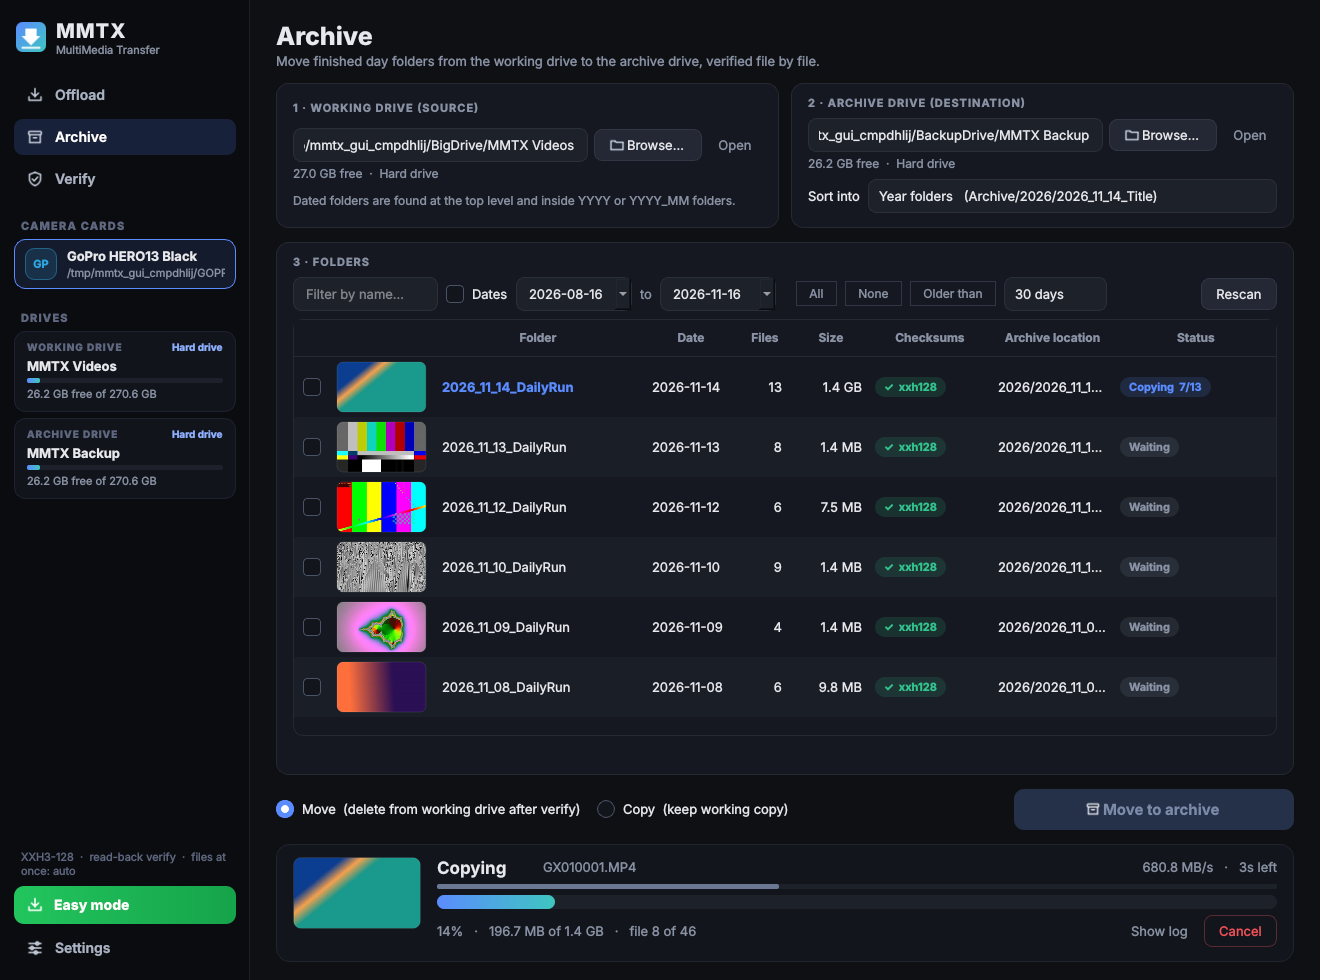 MMTX
MultiMedia Transfer
Offload
Archive
Verify
CAMERA CARDS
GP
GoPro HERO13 Black
/tmp/mmtx_gui_cmpdhlij/GOPF
DRIVES
WORKING DRIVE Hard drive
MMTX Videos
26.2 GB free of 270.6 GB
ARCHIVE DRIVE Hard drive
MMTX Backup
26.2 GB free of 270.6 GB
XXH3-128 · read-back verify · files at
once: auto
Easy mode
Settings
Archive
Move finished day folders from the working drive to the archive drive, verified file by file.
1 · WORKING DRIVE (SOURCE)
/mmtx_gui_cmpdhlij/BigDrive/MMTX Videos Browse... Open
27.0 GB free · Hard drive
Dated folders are found at the top level and inside YYYY or YYYY_MM folders.
2 · ARCHIVE DRIVE (DESTINATION)
tx_gui_cmpdhlij/BackupDrive/MMTX Backup Browse... Open
26.2 GB free · Hard drive
Sort into Year folders (Archive/2026/2026_11_14_Title)
3 · FOLDERS
Filter by name... Dates 2026-08-16 to 2026-11-16 All None Older than 30 days Rescan
Folder Date Files Size Checksums Archive location Status
2026_11_14_DailyRun 2026-11-14 13 1.4 GB ✓ xxh128 2026/2026_11_1... Copying 7/13
2026_11_13_DailyRun 2026-11-13 8 1.4 MB ✓ xxh128 2026/2026_11_1... Waiting
2026_11_12_DailyRun 2026-11-12 6 7.5 MB ✓ xxh128 2026/2026_11_1... Waiting
2026_11_10_DailyRun 2026-11-10 9 1.4 MB ✓ xxh128 2026/2026_11_1... Waiting
2026_11_09_DailyRun 2026-11-09 4 1.4 MB ✓ xxh128 2026/2026_11_0... Waiting
2026_11_08_DailyRun 2026-11-08 6 9.8 MB ✓ xxh128 2026/2026_11_0... Waiting
Move (delete from working drive after verify) Copy (keep working copy) Move to archive
Copying GX010001.MP4 680.8 MB/s · 3s left
14% · 196.7 MB of 1.4 GB · file 8 of 46 Show log Cancel